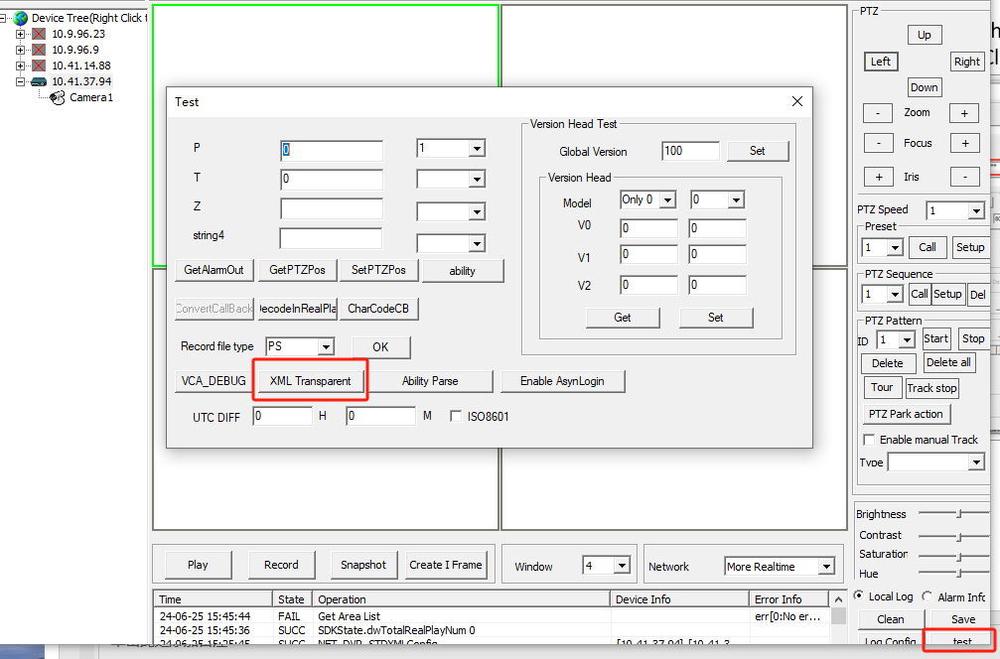 Device Tree(Right Click t
10.9.96.23
10.9.96.9
10.41.14.88
10.41.37.94
Camera1
Test
P
0
1
T
0
Z
string4
GetAlarmOut
GetPTZPos
SetPTZPos
ability
ConvertCallBack
DecodeInRealPla
CharCodeCB
Record file type
PS
OK
VCA_DEBUG
XML Transparent
Ability Parse
Enable AsynLogin
UTC DIFF
0
H
0
M
ISO8601
Version Head Test
Global Version
100
Set
Version Head
Model
Only 0
0
V0
0
0
V1
0
0
V2
0
0
Get
Set
PTZ
Up
Left
Right
Down
-
Zoom
+
-
Focus
+
+
Iris
-
PTZ Speed
1
Preset
1
Call
Setup
PTZ Sequence
1
Call
Setup
Del
PTZ Pattern
ID
1
Start
Stop
Delete
Delete all
Tour
Track stop
PTZ Park action
Enable manual Track
Type
Brightness
Contrast
Saturation
Hue
Local Log
Alarm Info
Clean
Save
Log Config
test
Play
Record
Snapshot
Create I Frame
Window
4
Network
More Realtime
Time State Operation Device Info Error Info
24-06-25 15:45:44 FAIL Get Area List err[0:No er...
24-06-25 15:45:36 SUCC SDKState.dwTotalRealPlayNum 0
24-06-25 15:25:45 SUCC NET_DVR_STDXMLConfig [10.41.37.94] [10.41.3...